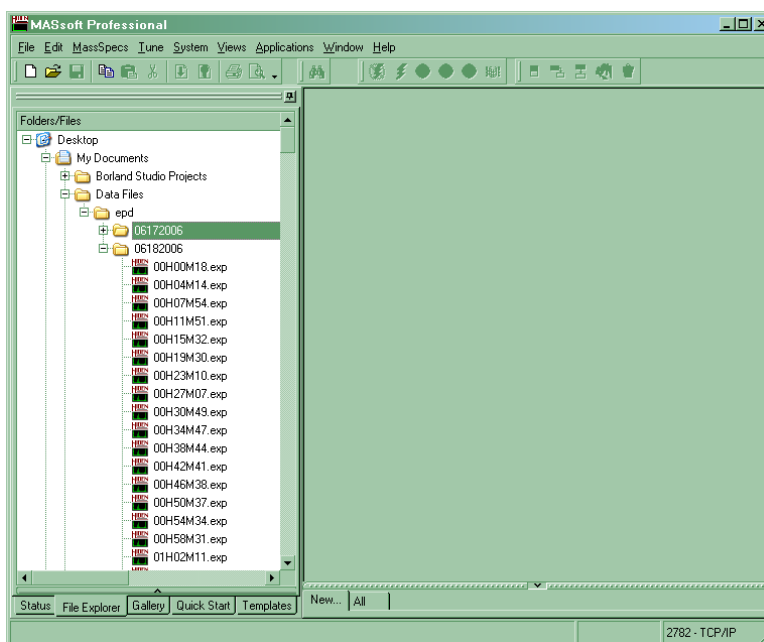 MASsoft Professional
File Edit MassSpecs Tune System Views Applications Window Help
Folders/Files
Desktop
My Documents
Borland Studio Projects
Data Files
epd
06172006
06182006
00H00M18.exp
00H04M14.exp
00H07M54.exp
00H11M51.exp
00H15M32.exp
00H19M30.exp
00H23M10.exp
00H27M07.exp
00H30M49.exp
00H34M47.exp
00H38M44.exp
00H42M41.exp
00H46M38.exp
00H50M37.exp
00H54M34.exp
00H58M31.exp
01H02M11.exp
Status File Explorer Gallery Quick Start Templates New... All
2782 - TCP/IP